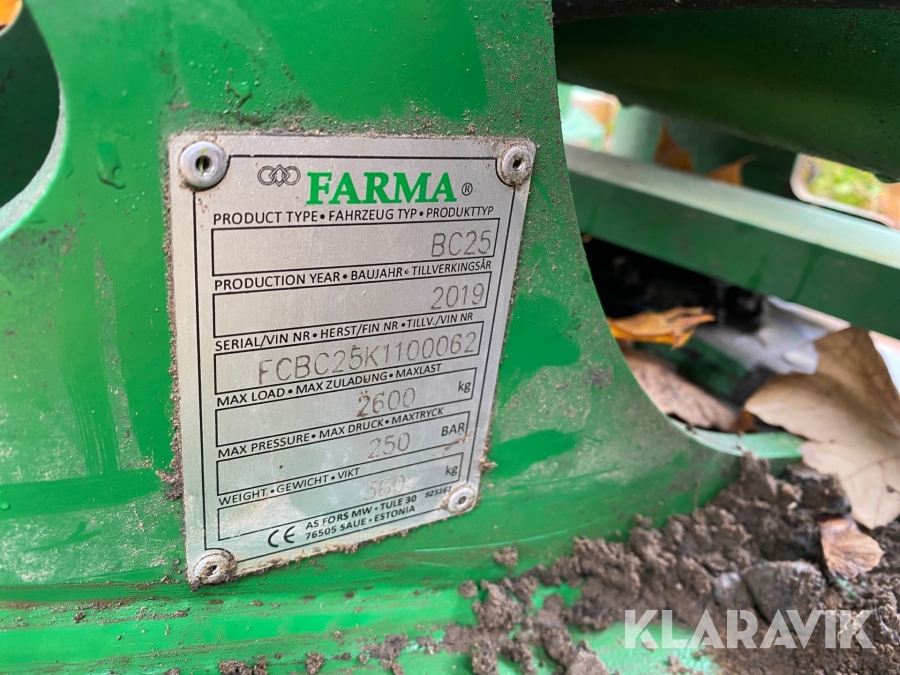 FARMA®
PRODUCT TYPE • FAHRZEUG TYP • PRODUKTTYP
BC25
PRODUCTION YEAR • BAUJAHR • TILLVERKINGSÅR
2019
SERIAL/VIN NR • HERST/FIN NR • TILLV./VIN NR
FCBC25K1100062
MAX LOAD • MAX ZULADUNG • MAXLAST
2600 kg
MAX PRESSURE • MAX DRUCK • MAXTRYCK
250 BAR
WEIGHT • GEWICHT • VIKT
kg
CE AS FORS MW • TULE 30
76505 SAUE • ESTONIA
KLARAVIK